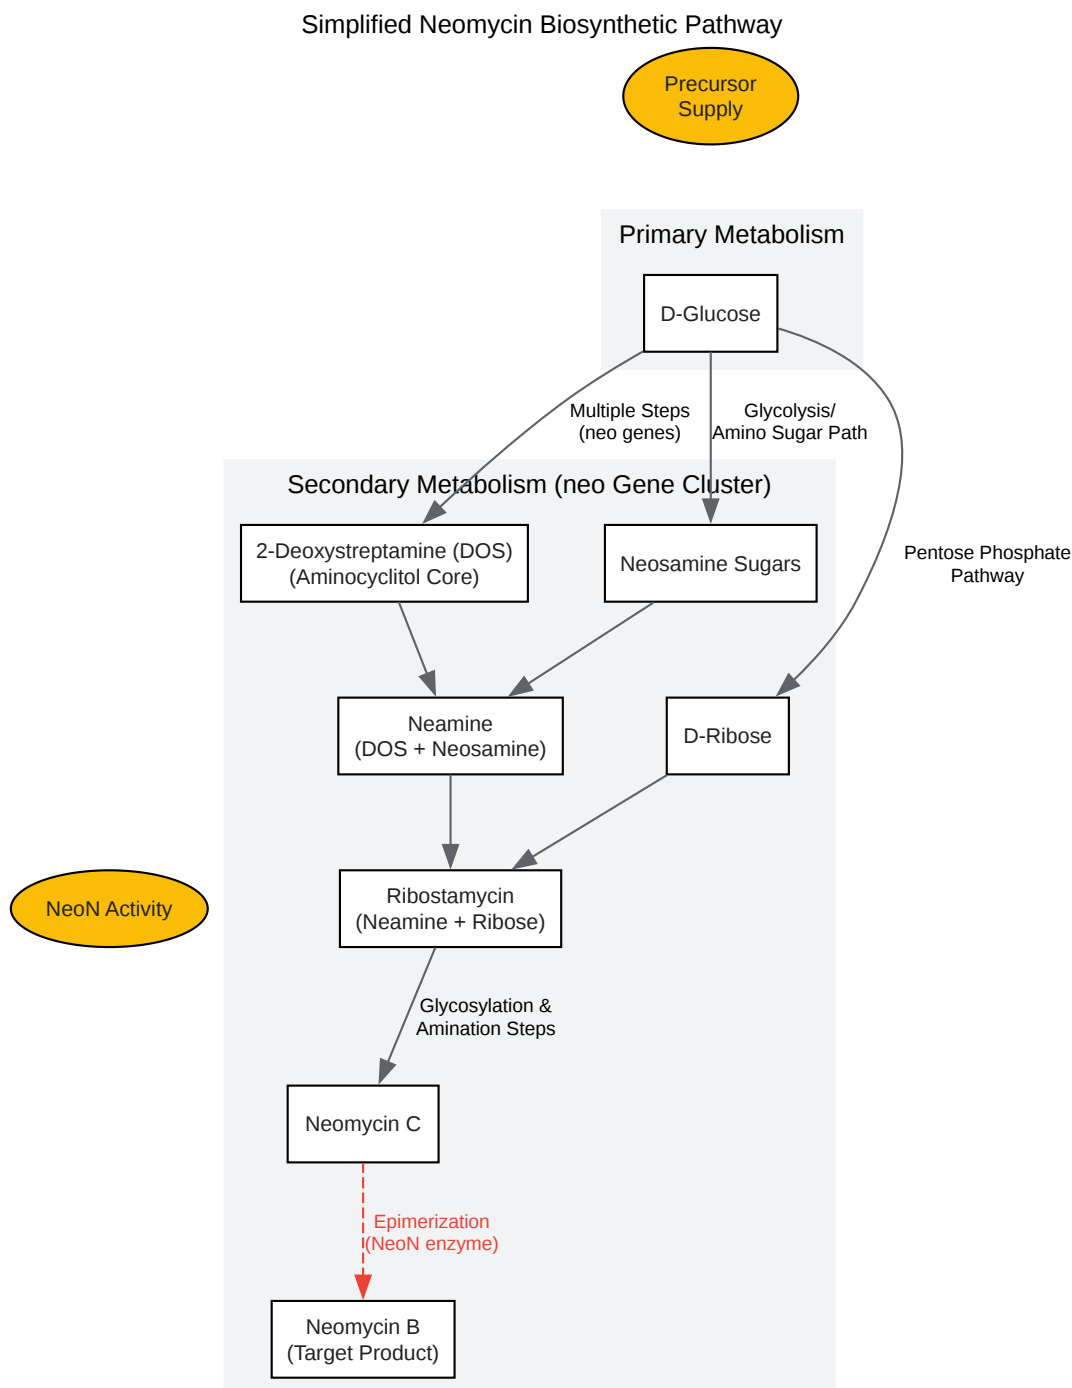 Simplified Neomycin Biosynthetic Pathway
Precursor
Supply
Primary Metabolism
D-Glucose
Multiple Steps
(neo genes)
Glycolysis/
Amino Sugar Path
Secondary Metabolism (neo Gene Cluster)
2-Deoxystreptamine (DOS)
(Aminocyclitol Core)
Neosamine Sugars
Pentose Phosphate
Pathway
Neamine
(DOS + Neosamine)
D-Ribose
Ribostamycin
(Neamine + Ribose)
NeoN Activity
Glycosylation &
Amination Steps
Neomycin C
Epimerization
(NeoN enzyme)
Neomycin B
(Target Product)